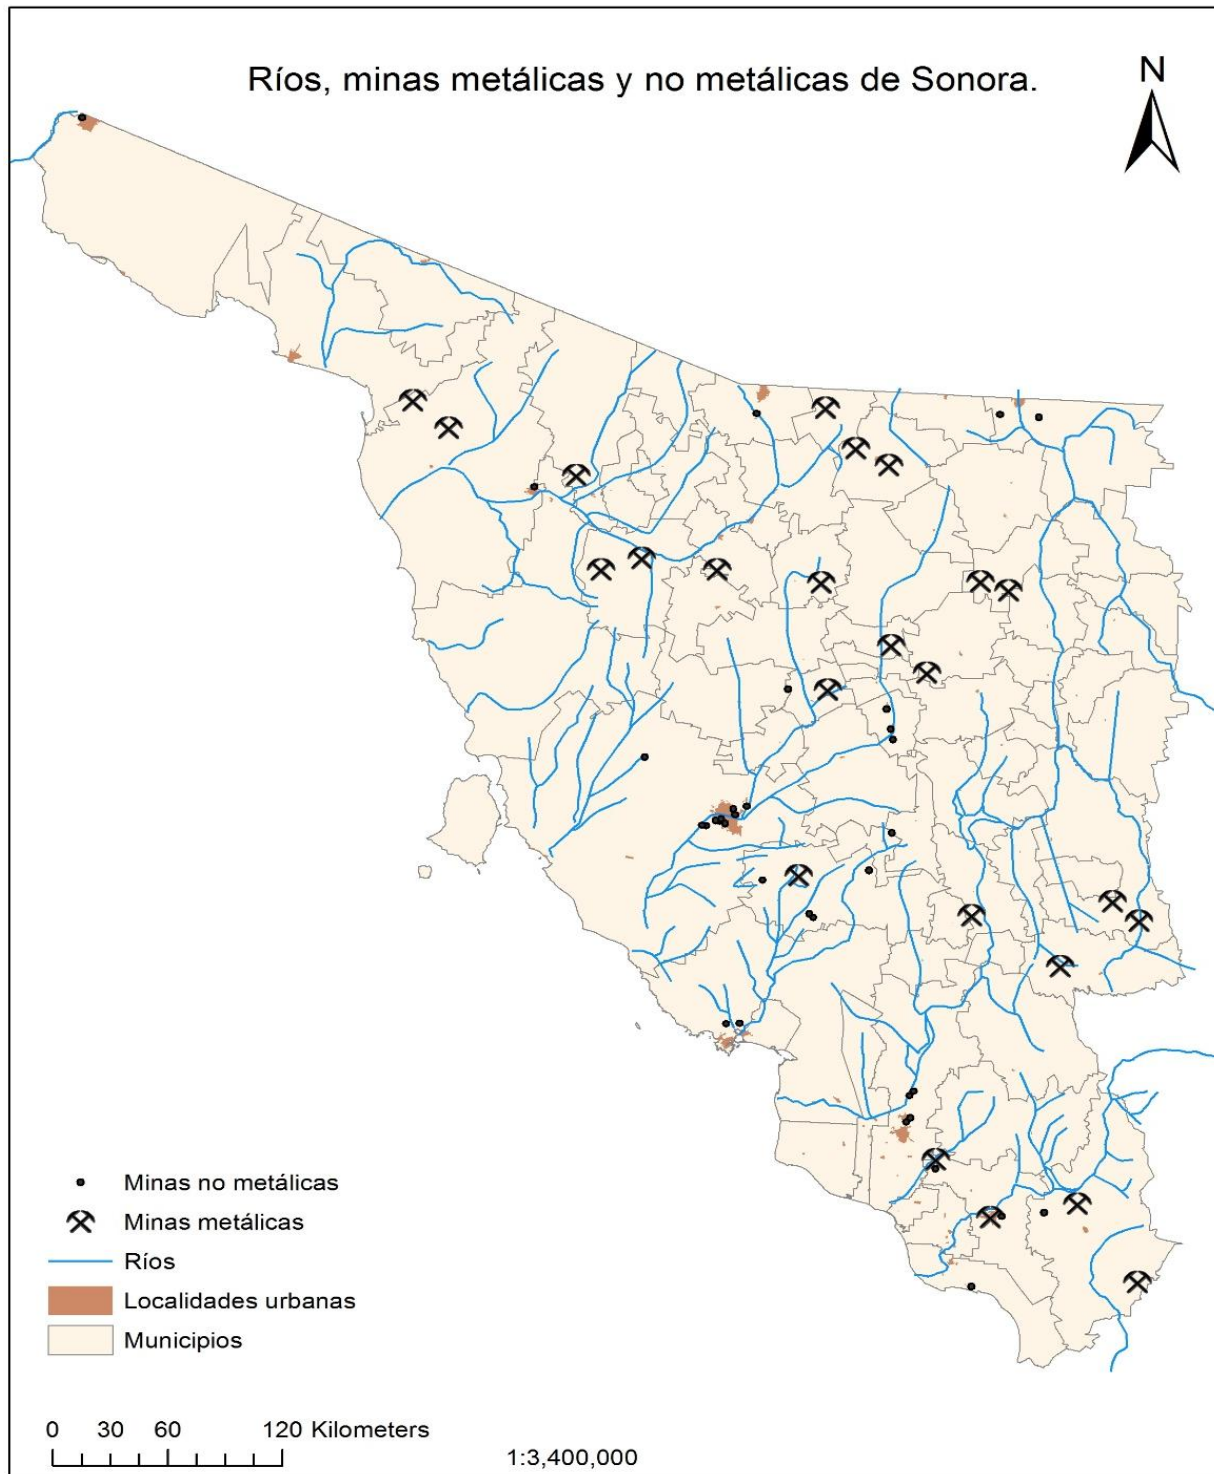 Ríos, minas metálicas y no metálicas de Sonora.
N
Minas no metálicas
Minas metálicas
Ríos
Localidades urbanas
Municipios
0 30 60 120 Kilometers
1:3,400,000